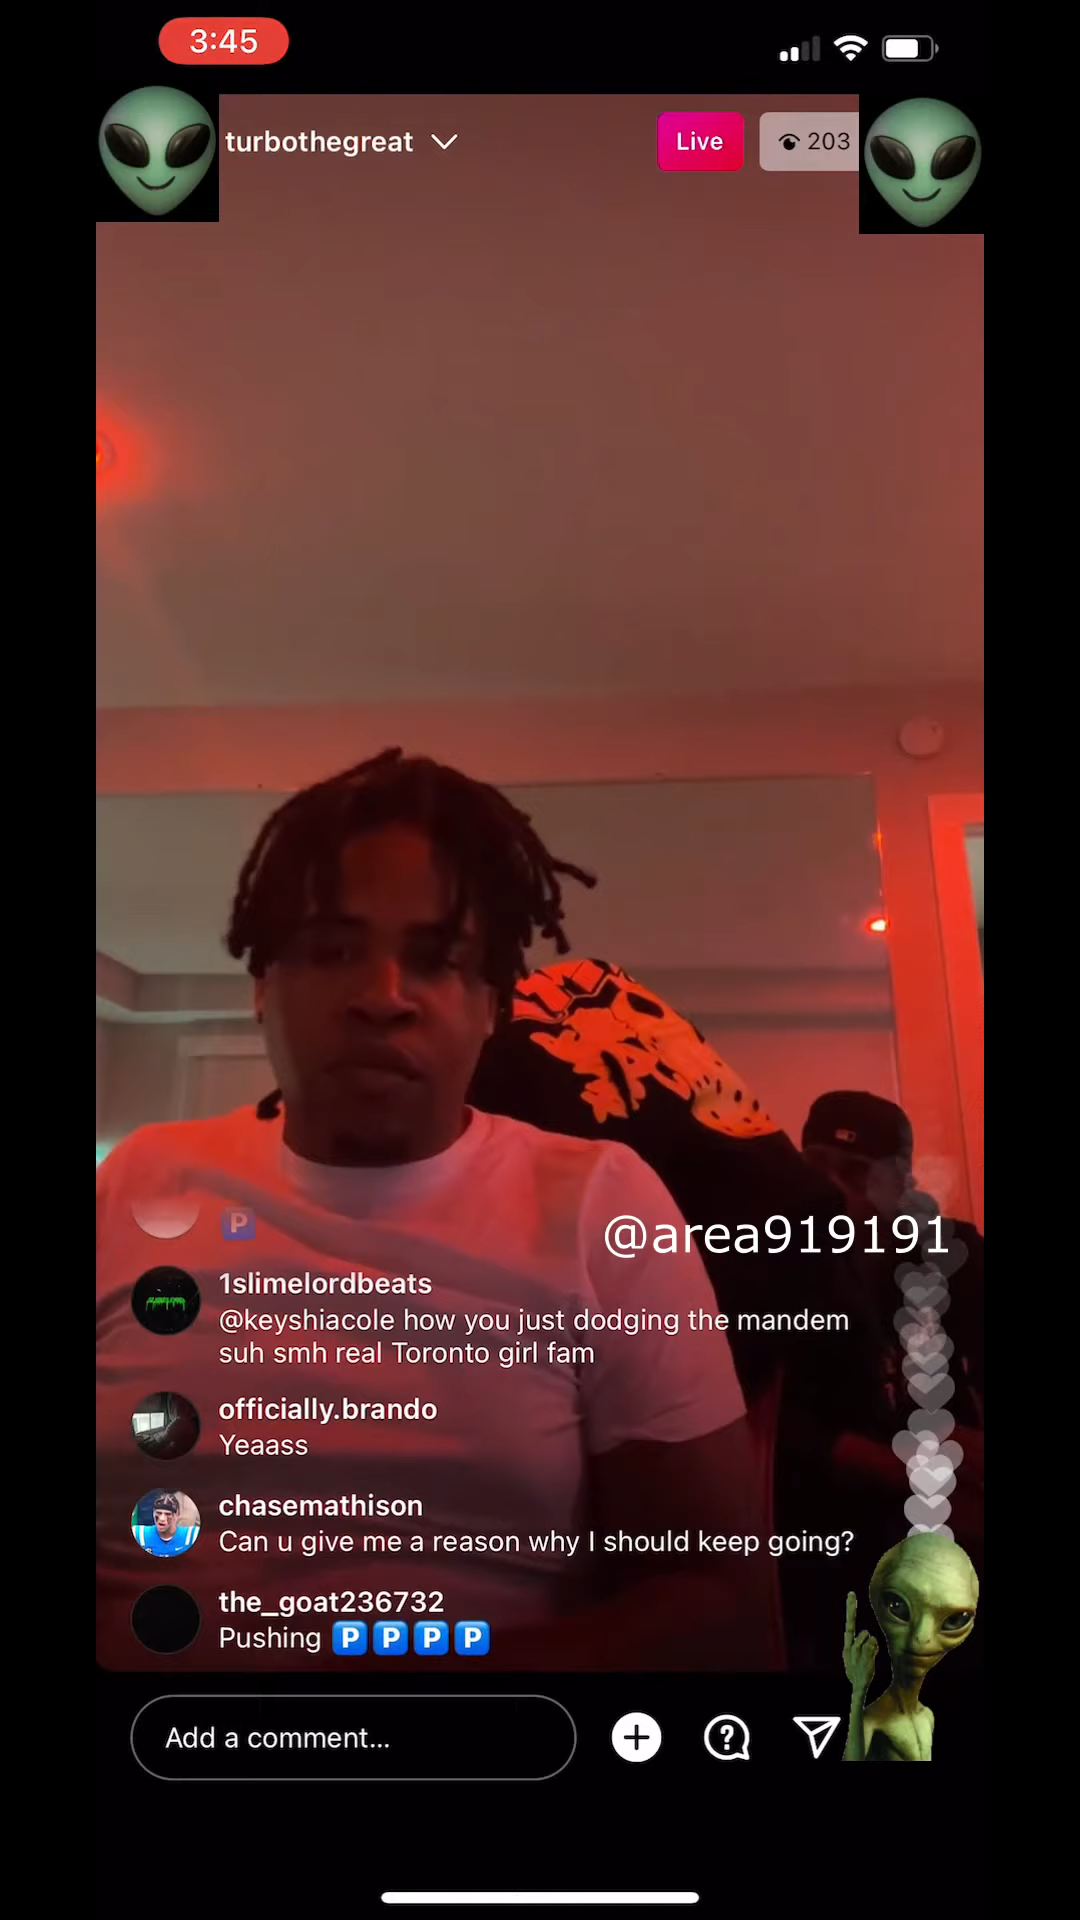 3:45
turbothegreat
Live
203
🅿️
@area919191
1slimelordbeats
@keyshiacole how you just dodging the mandem
suh smh real Toronto girl fam
officially.brando
Yeaass
chasemathison
Can u give me a reason why I should keep going?
the_goat236732
Pushing 🅿️🅿️🅿️🅿️
Add a comment...